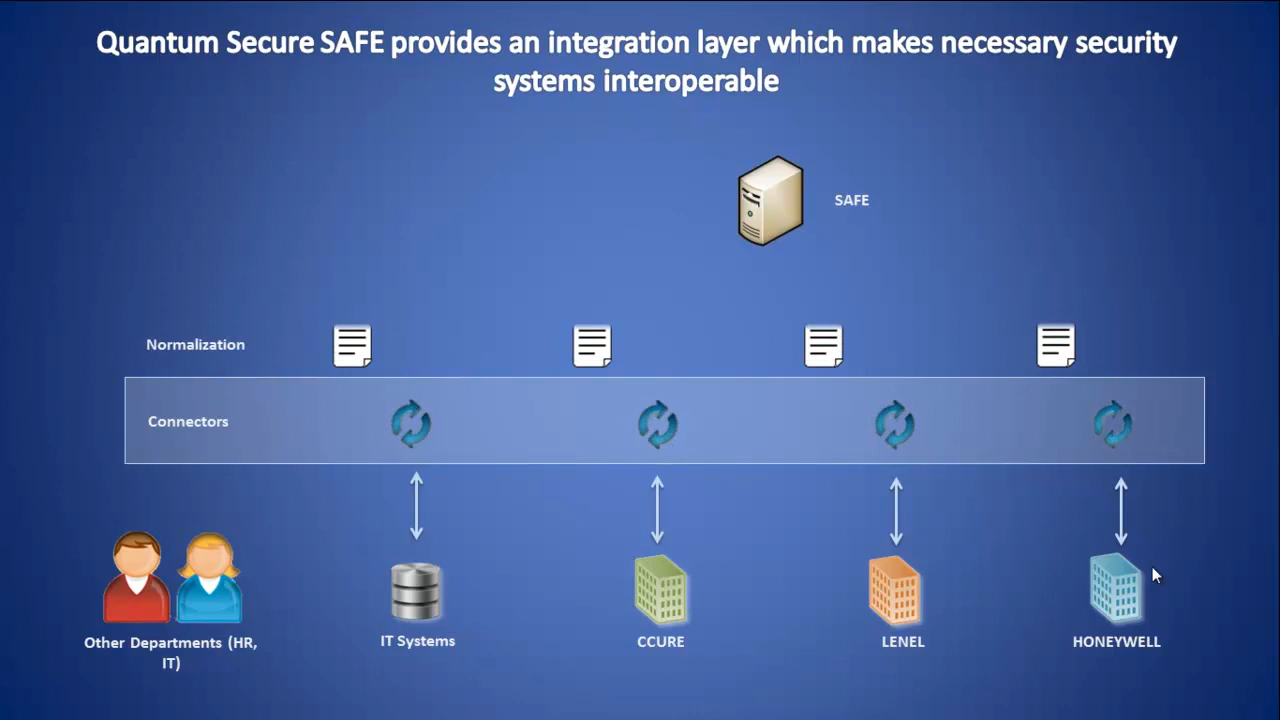 Quantum Secure SAFE provides an integration layer which makes necessary security
systems interoperable
SAFE
Normalization
Connectors
Other Departments (HR,
IT)
IT Systems
CCURE
LENEL
HONEYWELL